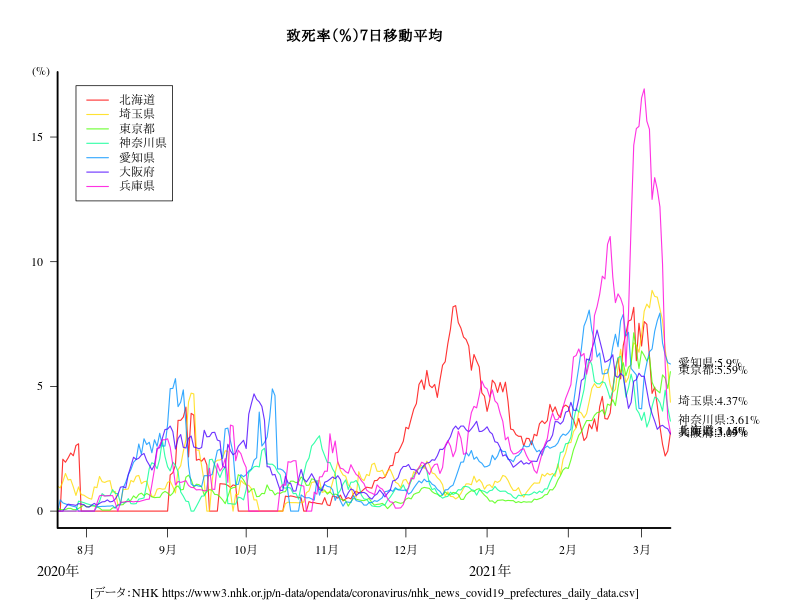 致死率(%)7日移動平均
(%)
15
10
5
0
北海道
埼玉県
東京都
神奈川県
愛知県
大阪府
兵庫県
愛知県:5.9%
東京都:5.59%
埼玉県:4.37%
神奈川県:3.61%
8月
9月
10月
11月
12月
1月
2月
3月
2020年
2021年
[データ:NHK https://www3.nhk.or.jp/n-data/opendata/coronavirus/nhk_news_covid19_prefectures_daily_data.csv]